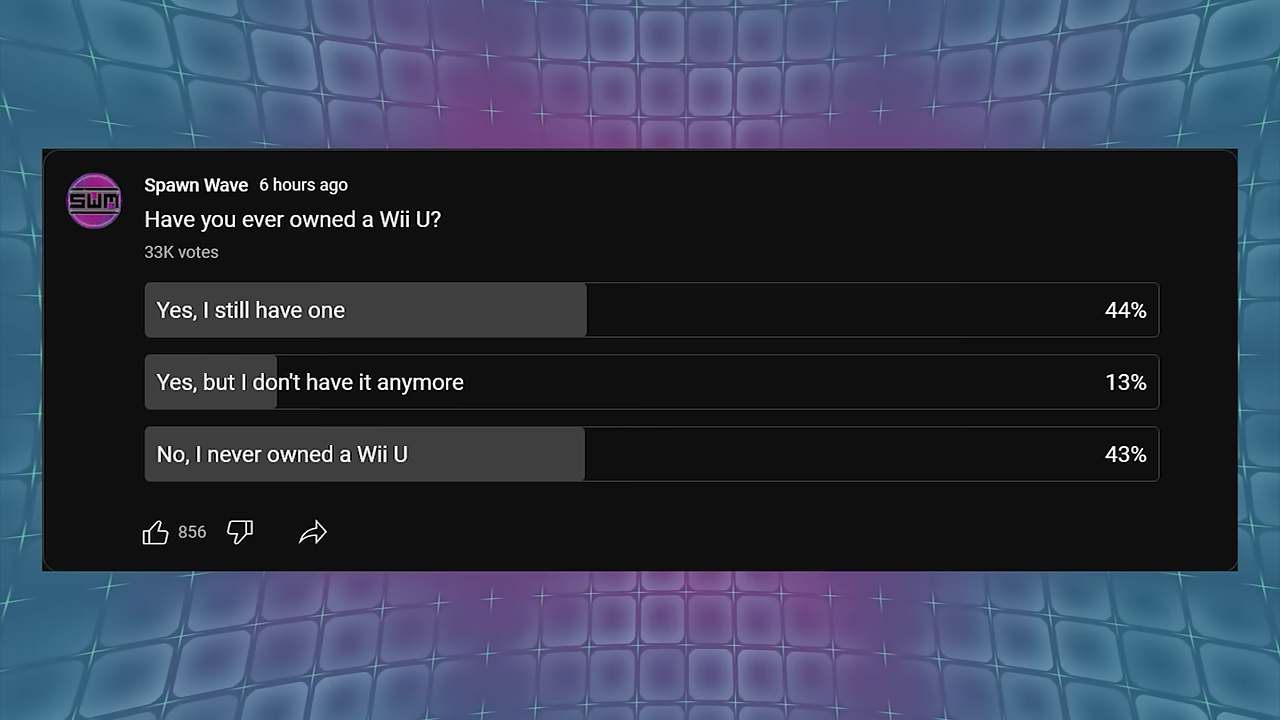 SWM
Spawn Wave 6 hours ago
Have you ever owned a Wii U?
33K votes
Yes, I still have one 44%
Yes, but I don't have it anymore 13%
No, I never owned a Wii U 43%
856